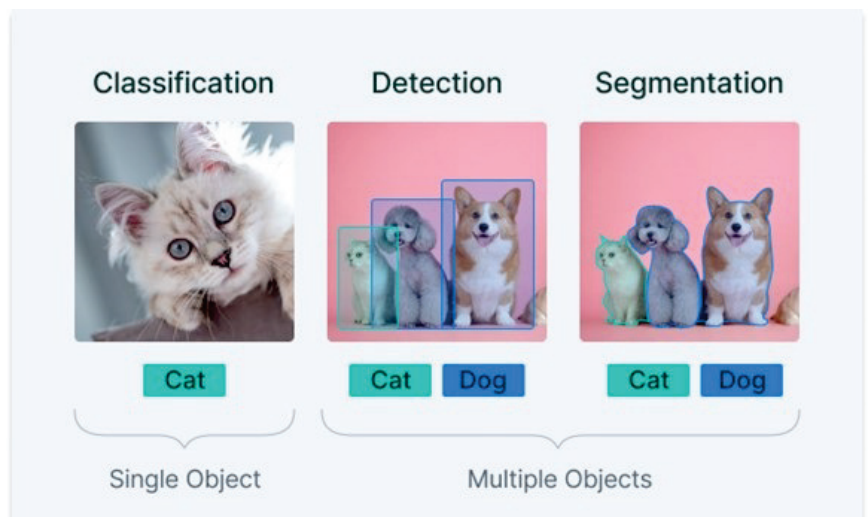 Classification
Detection
Segmentation
Cat
Cat
Dog
Cat
Dog
Single Object
Multiple Objects